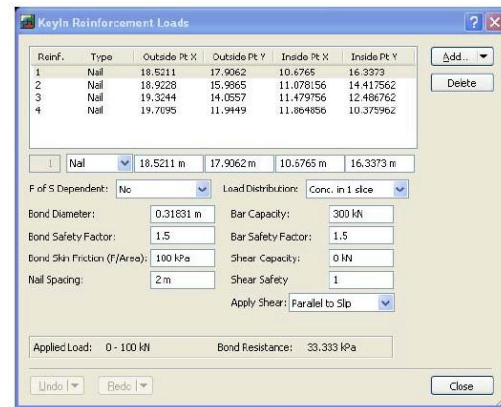 KeyIn Reinforcement Loads
Reinf. Type Outside Pt X Outside Pt Y Inside Pt X Inside Pt Y
1 Nail 18.5211 17.9062 10.6765 16.3373
2 Nail 18.9228 15.9865 11.078156 14.417562
3 Nail 19.3244 14.0557 11.479756 12.486762
4 Nail 19.7095 11.9449 11.864856 10.375962
Add...
Delete
1 Nail 18.5211 m 17.9062 m 10.6765 m 16.3373 m
F of S Dependent: No Load Distribution: Conc. in 1 slice
Bond Diameter: 0.31831 m Bar Capacity: 300 kN
Bond Safety Factor: 1.5 Bar Safety Factor: 1.5
Bond Skin Friction (F/Area): 100 kPa Shear Capacity: 0 kN
Nail Spacing: 2 m Shear Safety 1
Apply Shear: Parallel to Slip
Applied Load: 0 - 100 kN Bond Resistance: 33.333 kPa
Undo Redo Close